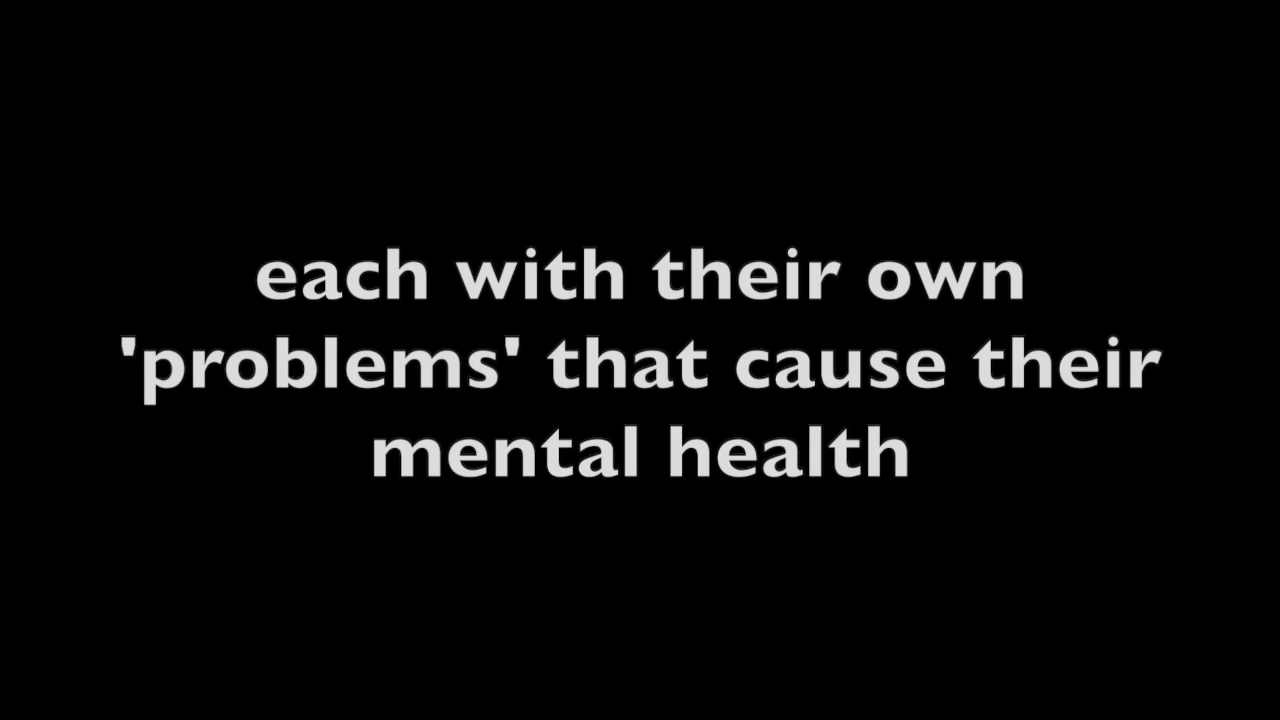 each with their own
'problems' that cause their
mental health